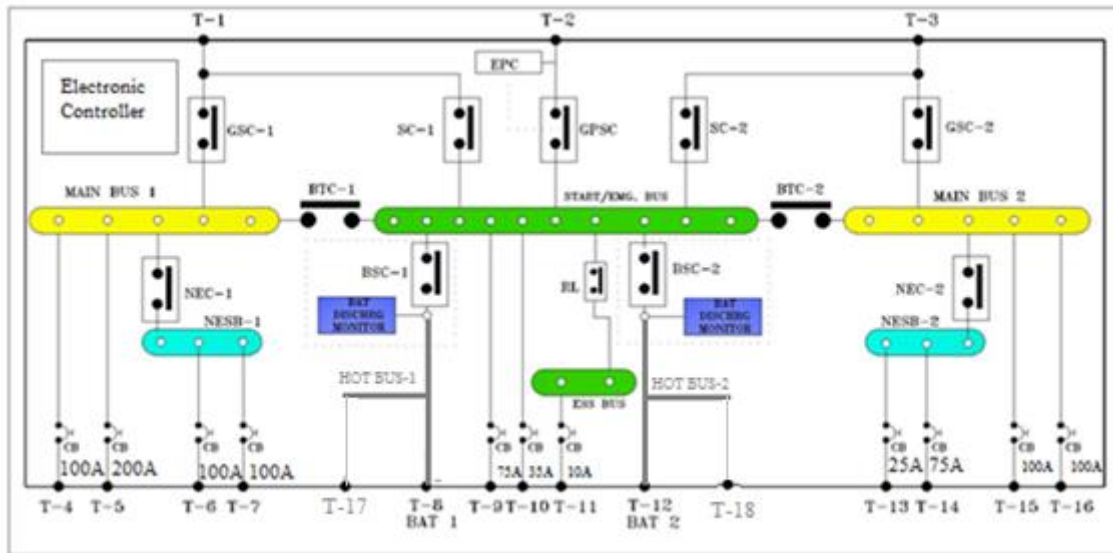 T-1 T-2 T-3
EPC
Electronic
Controller
GSC-1 SC-1 GPSC SC-2 GSC-2
MAIN BUS 1 BTC-1 START/EMG. BUS BTC-2 MAIN BUS 2
BSC-1 RL BSC-2
NEC-1 NEC-2
BAT
DISCHRG
MONITOR
BAT
DISCHRG
MONITOR
NESB-1 NESB-2
HOT BUS-1 HOT BUS-2
ESS BUS
CB CB CB CB CB CB CB CB CB CB CB
100A 200A 100A 100A 75A 35A 10A 25A 75A 100A 100A
T-4 T-5 T-6 T-7 T-17 T-8 T-9 T-10 T-11 T-12 T-18 T-13 T-14 T-15 T-16
BAT 1 BAT 2